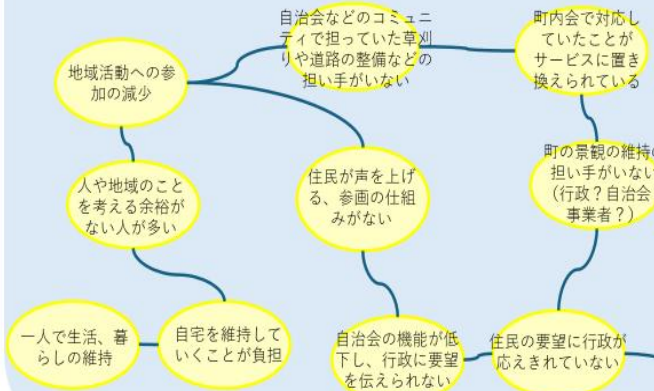 自治会などのコミュニ
ティで担っていた草刈
りや道路の整備などの
担い手がいない
町内会で対応し
ていたことが
サービスに置き
換えられている
地域活動への参
加の減少
人や地域のこと
を考える余裕が
ない人が多い
住民が声を上げ
る、参画の仕組
みがない
町の景観の維持の
担い手がいない
（行政？自治会
事業者？）
一人で生活、暮
らしの維持
自宅を維持して
いくことが負担
自治会の機能が低
下し、行政に要望
を伝えられない
住民の要望に行政が
応えきれていない